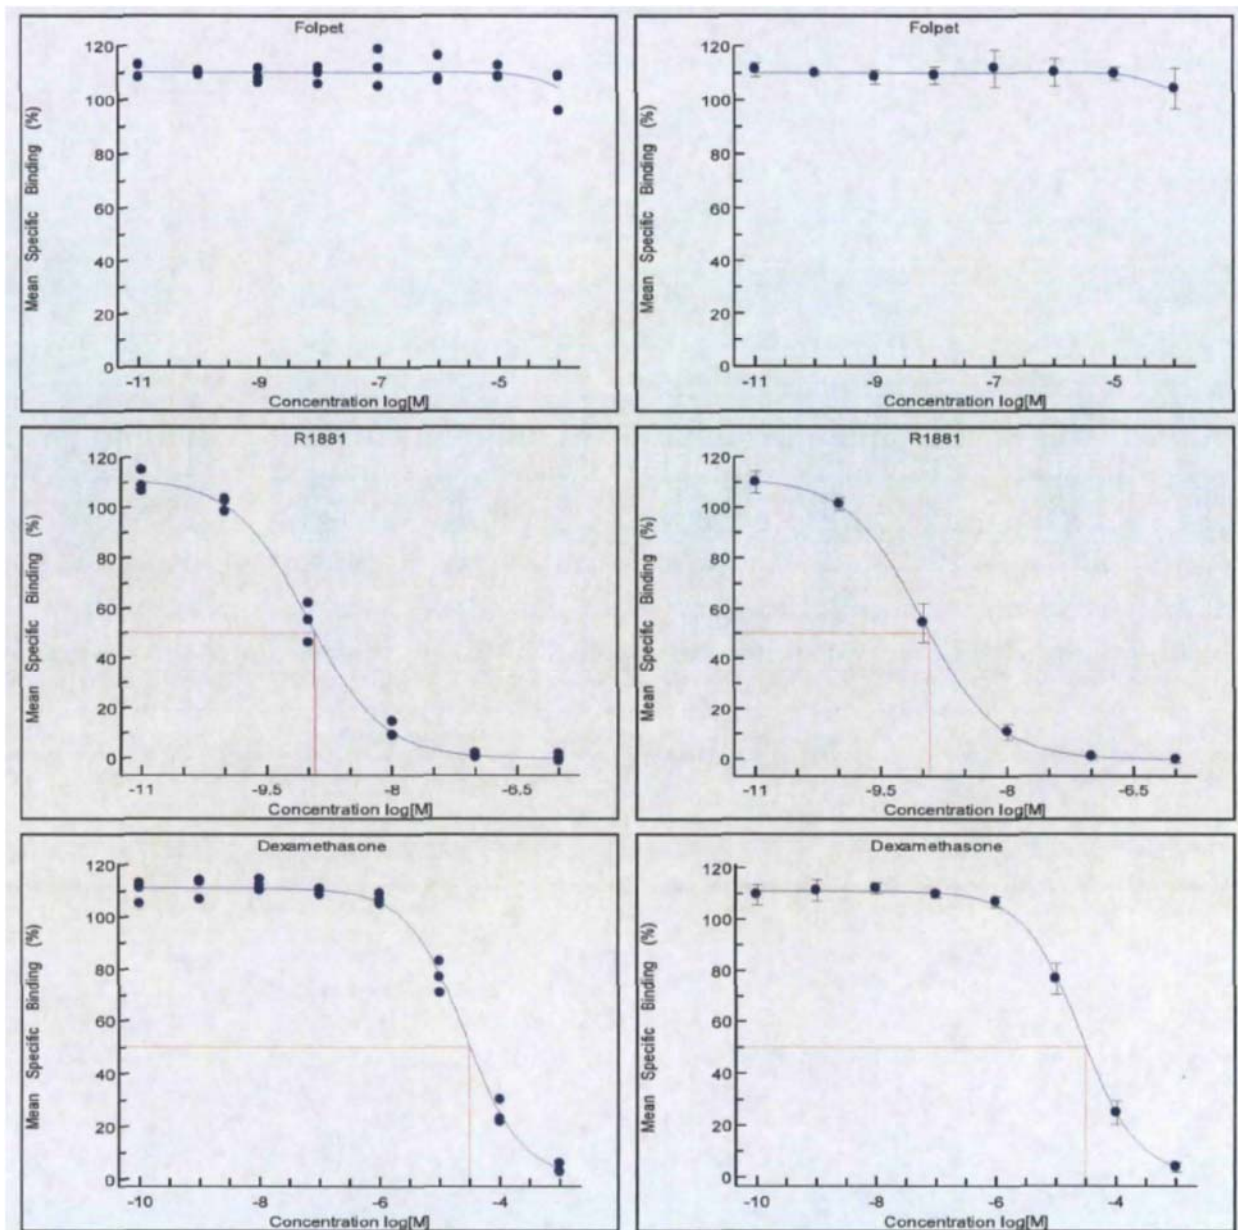 Folpet
Mean Specific Binding (%)
120
100
80
60
40
20
0
-11 -9 -7 -5
Concentration log[M]
Folpet
Mean Specific Binding (%)
120
100
80
60
40
20
0
-11 -9 -7 -5
Concentration log[M]
R1881
Mean Specific Binding (%)
120
100
80
60
40
20
0
-11 -9.5 -8 -6.5
Concentration log[M]
R1881
Mean Specific Binding (%)
120
100
80
60
40
20
0
-11 -9.5 -8 -6.5
Concentration log[M]
Dexamethasone
Mean Specific Binding (%)
120
100
80
60
40
20
0
-10 -8 -6 -4
Concentration log[M]
Dexamethasone
Mean Specific Binding (%)
120
100
80
60
40
20
0
-10 -8 -6 -4
Concentration log[M]